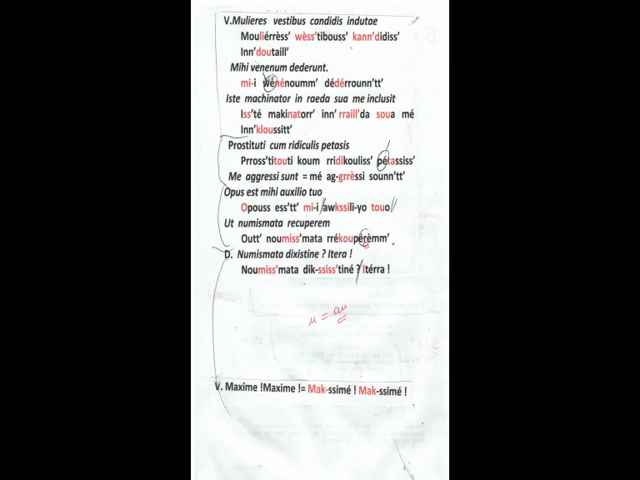 V.Mulieres vestibus candidis indutae
Mouliérrèss' wèss'tibouss' kann'didiss'
Inn'doutaill'
Mihi venenum dederunt.
mi-i wénénoumm' dédérrounn'tt'
Iste machinator in raeda sua me inclusit
Iss'té makinatorr' inn' rraill'da soua mé
Inn'kloussitt'
Prostituti cum ridiculis petasis
Prross'titouti koum rridikouliss' pétassiss'
Me aggressi sunt = mé ag-grrèssi sounn'tt'
Opus est mihi auxilio tuo
Opouss ess'tt' mi-i awkssili-yo touo
Ut numismata recuperem
Outt' noumiss'mata rrékoupérèmm'
D. Numismata dixistine ? Itera !
Noumiss'mata dik-ssiss'tiné ? Itérra !
u = au
V. Maxime !Maxime != Mak-ssimé ! Mak-ssimé !